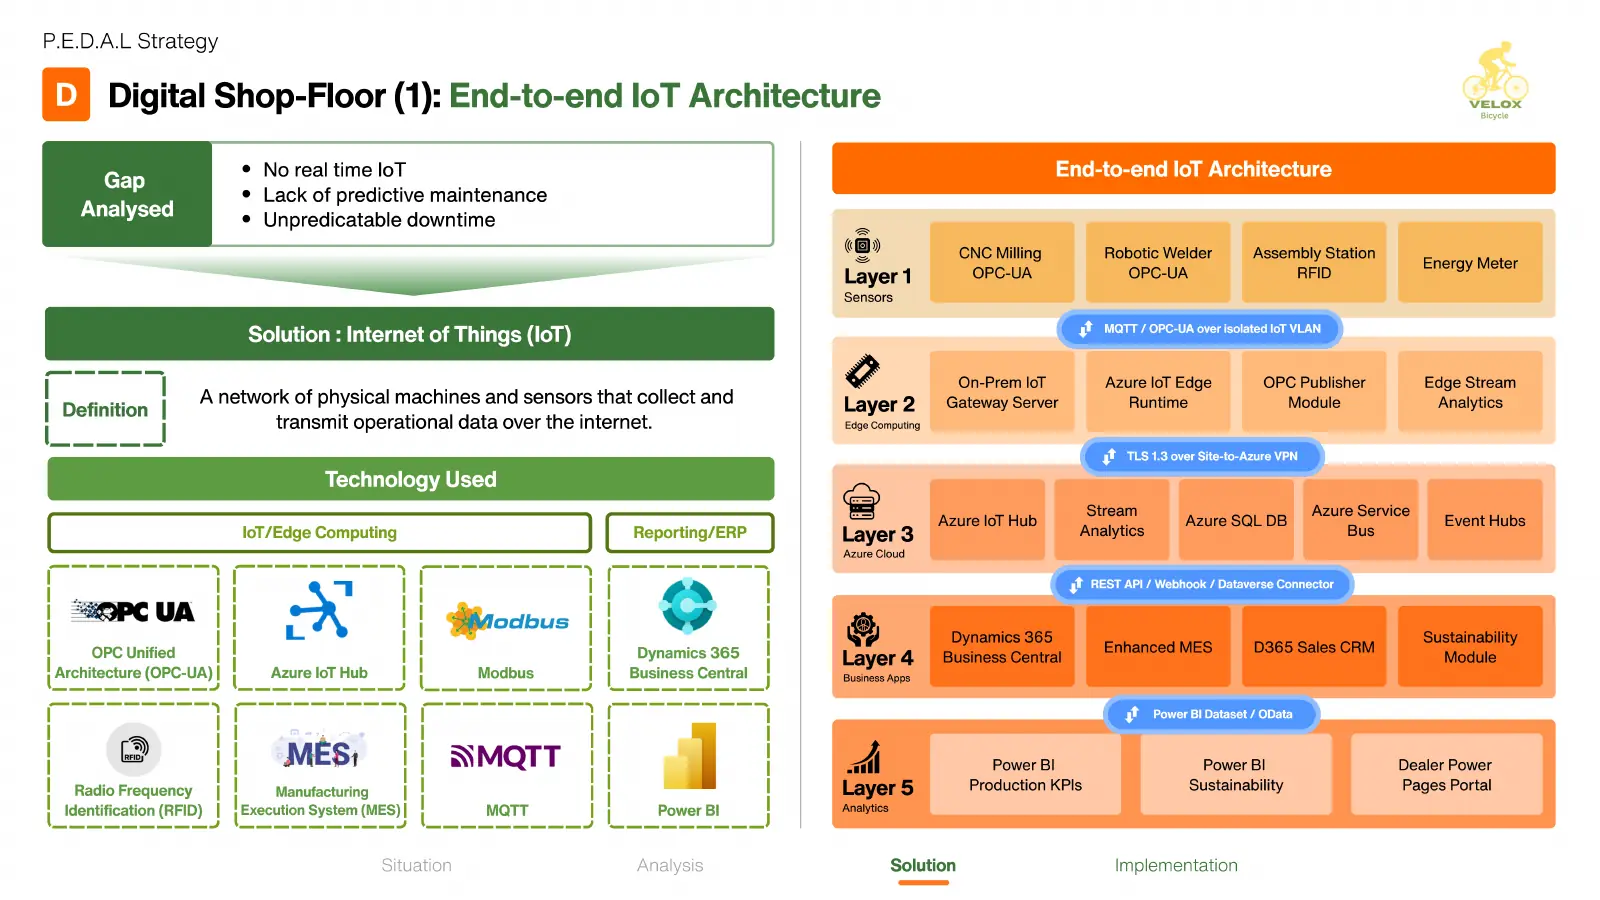 P.E.D.A.L Strategy
D
Digital Shop-Floor (1): End-to-end IoT Architecture
VELOX
Bicycle
Gap
Analysed
• No real time IoT
• Lack of predictive maintenance
• Unpredicatable downtime
Solution : Internet of Things (IoT)
Definition
A network of physical machines and sensors that collect and
transmit operational data over the internet.
Technology Used
IoT/Edge Computing
Reporting/ERP
OPC UA
OPC Unified
Architecture (OPC-UA)
Azure IoT Hub
Modbus
Modbus
Dynamics 365
Business Central
RFID
Radio Frequency
Identification (RFID)
MES
Manufacturing
Execution System (MES)
MQTT
MQTT
Power BI
End-to-end IoT Architecture
Layer 1
Sensors
CNC Milling
OPC-UA
Robotic Welder
OPC-UA
Assembly Station
RFID
Energy Meter
MQTT / OPC-UA over isolated IoT VLAN
Layer 2
Edge Computing
On-Prem IoT
Gateway Server
Azure IoT Edge
Runtime
OPC Publisher
Module
Edge Stream
Analytics
TLS 1.3 over Site-to-Azure VPN
Layer 3
Azure Cloud
Azure IoT Hub
Stream
Analytics
Azure SQL DB
Azure Service
Bus
Event Hubs
REST API / Webhook / Dataverse Connector
Layer 4
Business Apps
Dynamics 365
Business Central
Enhanced MES
D365 Sales CRM
Sustainability
Module
Power BI Dataset / OData
Layer 5
Analytics
Power BI
Production KPIs
Power BI
Sustainability
Dealer Power
Pages Portal
Situation
Analysis
Solution
Implementation